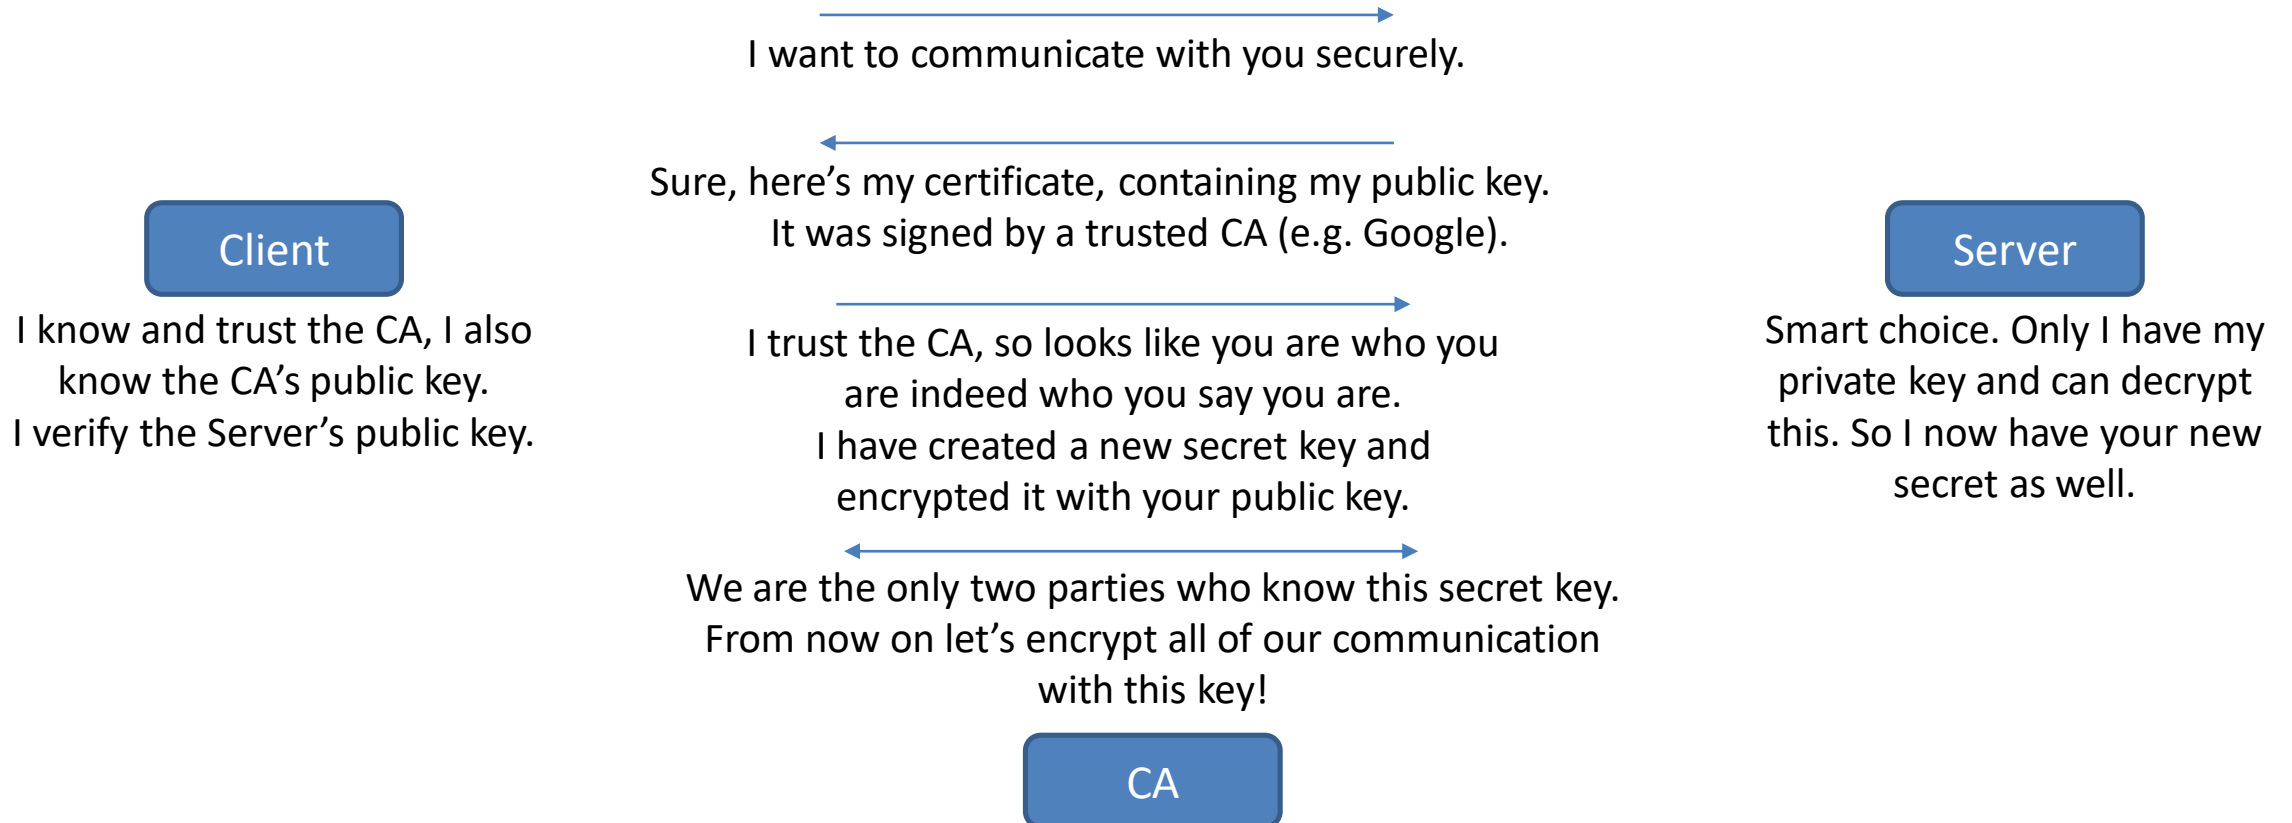 I want to communicate with you securely.
Sure, here’s my certificate, containing my public key.
It was signed by a trusted CA (e.g. Google).
Client
I know and trust the CA, I also
know the CA’s public key.
I verify the Server’s public key.
I trust the CA, so looks like you are who you
are indeed who you say you are.
I have created a new secret key and
encrypted it with your public key.
Server
Smart choice. Only I have my
private key and can decrypt
this. So I now have your new
secret as well.
We are the only two parties who know this secret key.
From now on let’s encrypt all of our communication
with this key!
CA